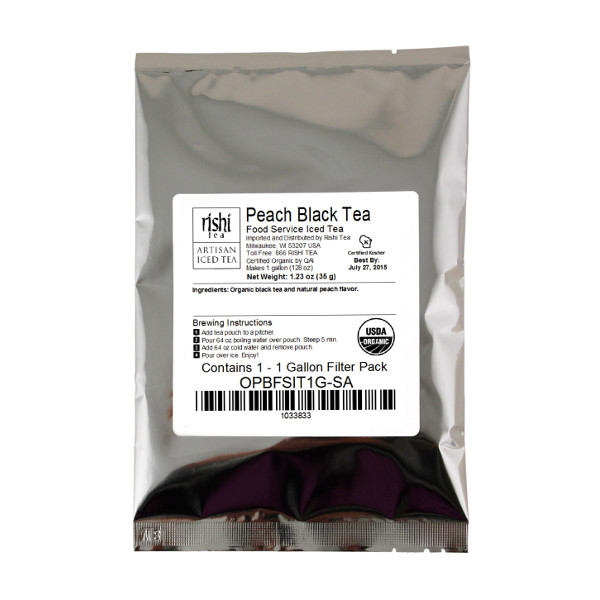 rishi
tea
ARTISAN
ICED TEA
Peach Black Tea
Food Service Iced Tea
Imported and Distributed by Rishi Tea
Milwaukee, WI 53207 USA
Toll Free: 866 RISHI TEA
Certified Organic by QAI
Makes 1 gallon (128 oz)
Net Weight: 1.23 oz (35 g)
K
Certified Kosher
Best By:
July 27, 2015
Ingredients: Organic black tea and natural peach flavor.
Brewing Instructions
1 Add tea pouch to a pitcher.
2 Pour 64 oz boiling water over pouch. Steep 5 min.
3 Add 64 oz cold water and remove pouch.
4 Pour over ice. Enjoy!
USDA
ORGANIC
Contains 1 - 1 Gallon Filter Pack
OPBFSIT1G-SA
1033833